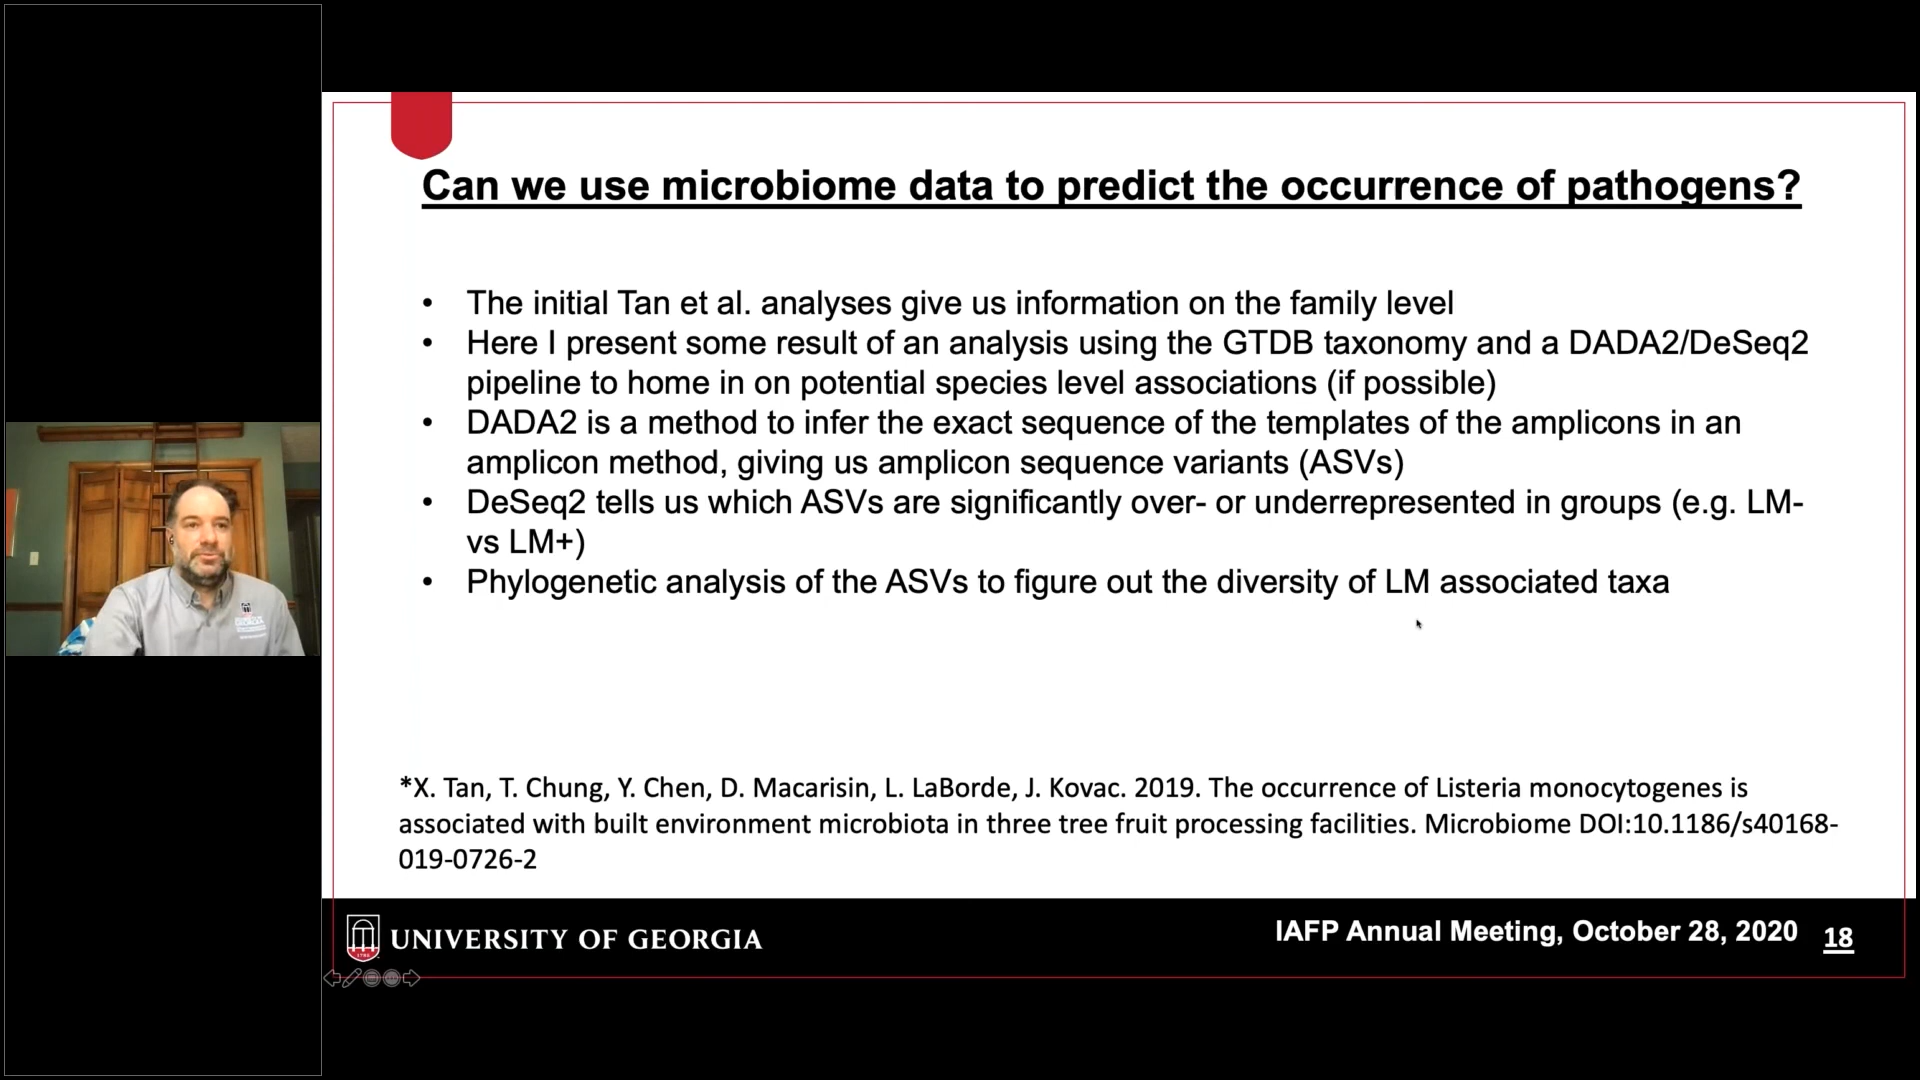 Can we use microbiome data to predict the occurrence of pathogens?
• The initial Tan et al. analyses give us information on the family level
• Here I present some result of an analysis using the GTDB taxonomy and a DADA2/DeSeq2
pipeline to home in on potential species level associations (if possible)
• DADA2 is a method to infer the exact sequence of the templates of the amplicons in an
amplicon method, giving us amplicon sequence variants (ASVs)
• DeSeq2 tells us which ASVs are significantly over- or underrepresented in groups (e.g. LM-
vs LM+)
• Phylogenetic analysis of the ASVs to figure out the diversity of LM associated taxa
*X. Tan, T. Chung, Y. Chen, D. Macarisin, L. LaBorde, J. Kovac. 2019. The occurrence of Listeria monocytogenes is
associated with built environment microbiota in three tree fruit processing facilities. Microbiome DOI:10.1186/s40168-
019-0726-2
UNIVERSITY OF GEORGIA
IAFP Annual Meeting, October 28, 2020 18